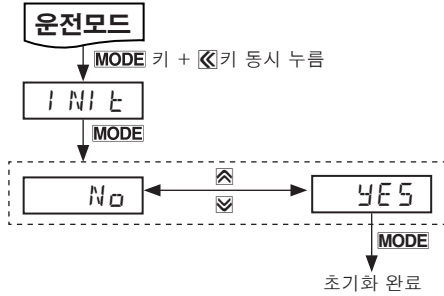 운전모드
MODE 키 + 키 동시 누름
INIt
MODE
No YES
MODE
초기화 완료